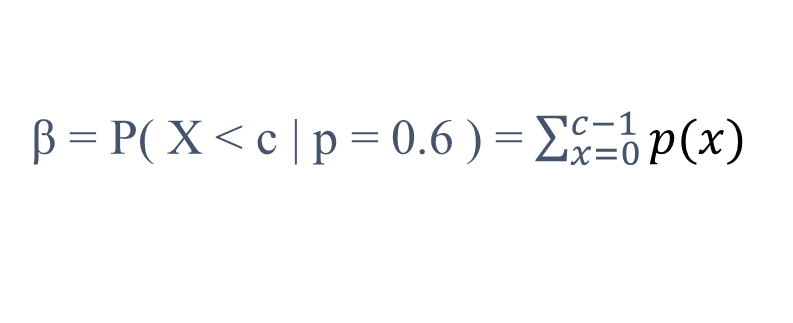 β = P( X < c | p = 0.6 ) = ∑_{x=0}^{c−1} p(x)